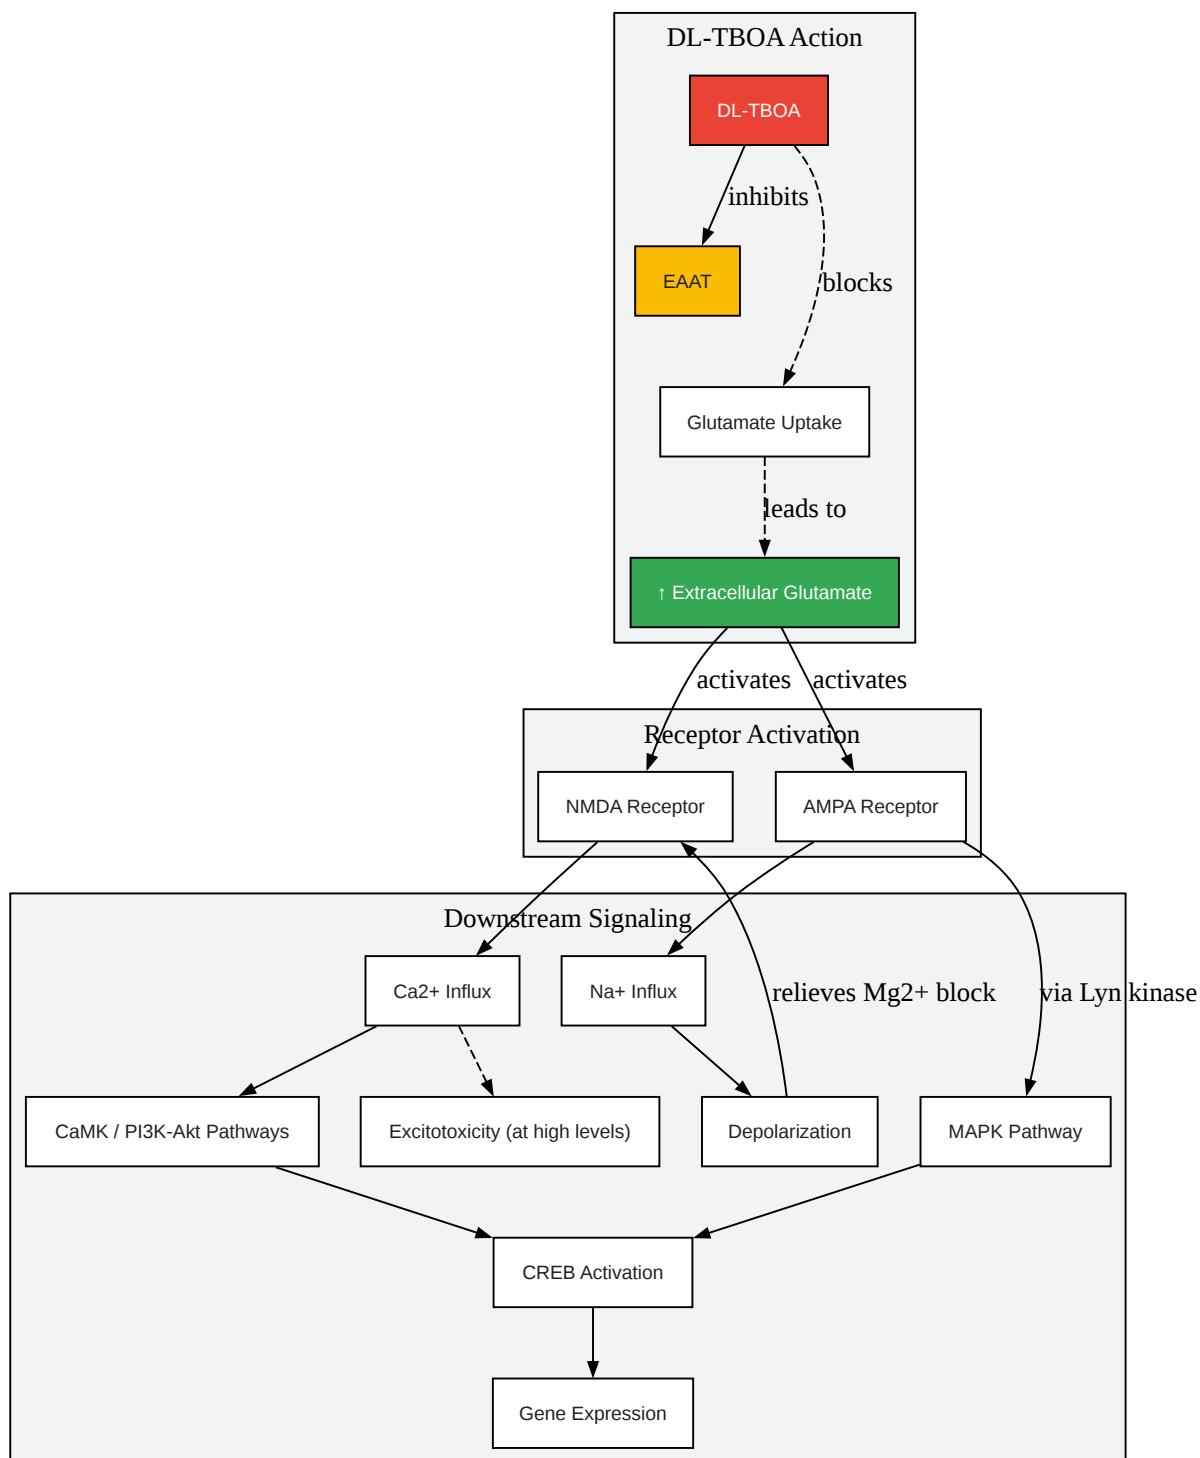 DL-TBOA Action
DL-TBOA
inhibits
EAAT
blocks
Glutamate Uptake
leads to
↑ Extracellular Glutamate
activates
activates
Receptor Activation
NMDA Receptor
AMPA Receptor
Downstream Signaling
Ca2+ Influx
Na+ Influx
relieves Mg2+ block
via Lyn kinase
CaMK / PI3K-Akt Pathways
Excitotoxicity (at high levels)
Depolarization
MAPK Pathway
CREB Activation
Gene Expression